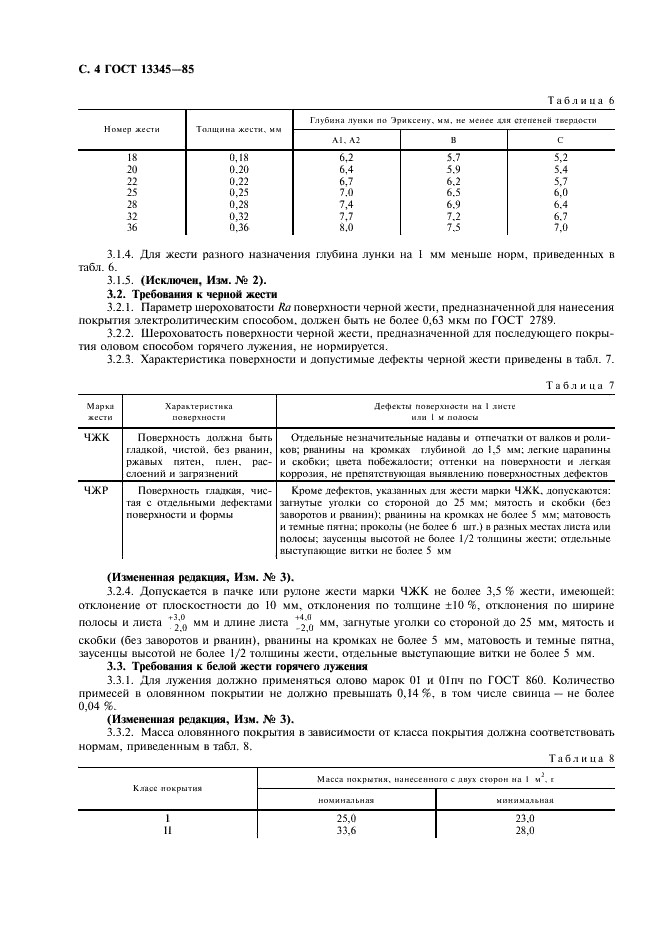 С. 4 ГОСТ 13345—85
Таблица 6
Номер жести
Толщина жести, мм
Глубина лунки по Эриксену, мм, не менее для степеней твердости
А1, А2
В
С
18 0,18 6,2 5,7 5,2
20 0,20 6,4 5,9 5,4
22 0,22 6,7 6,2 5,7
25 0,25 7,0 6,5 6,0
28 0,28 7,4 6,9 6,4
32 0,32 7,7 7,2 6,7
36 0,36 8,0 7,5 7,0
3.1.4. Для жести разного назначения глубина лунки на 1 мм меньше норм, приведенных в
табл. 6.
3.1.5. (Исключен, Изм. № 2).
3.2. Требования к черной жести
3.2.1. Параметр шероховатости Ra поверхности черной жести, предназначенной для нанесения
покрытия электролитическим способом, должен быть не более 0,63 мкм по ГОСТ 2789.
3.2.2. Шероховатость поверхности черной жести, предназначенной для последующего покры-
тия оловом способом горячего лужения, не нормируется.
3.2.3. Характеристика поверхности и допустимые дефекты черной жести приведены в табл. 7.
Таблица 7
Марка
жести
Характеристика
поверхности
Дефекты поверхности на 1 листе
или 1 м полосы
ЧЖК
Поверхность должна быть
гладкой, чистой, без рванин,
ржавых пятен, плен, рас-
слоений и загрязнений
Отдельные незначительные надавы и отпечатки от валков и роли-
ков; рванины на кромках глубиной до 1,5 мм; легкие царапины
и скобки; цвета побежалости; оттенки на поверхности и легкая
коррозия, не препятствующая выявлению поверхностных дефектов
ЧЖР
Поверхность гладкая, чис-
тая с отдельными дефектами
поверхности и формы
Кроме дефектов, указанных для жести марки ЧЖК, допускаются:
загнутые уголки со стороной до 25 мм; мятость и скобки (без
заворотов и рванин); рванины на кромках не более 5 мм; матовость
и темные пятна; проколы (не более 6 шт.) в разных местах листа или
полосы; заусенцы высотой не более 1/2 толщины жести; отдельные
выступающие витки не более 5 мм
(Измененная редакция, Изм. № 3).
3.2.4. Допускается в пачке или рулоне жести марки ЧЖК не более 3,5 % жести, имеющей:
отклонение от плоскостности до 10 мм, отклонения по толщине ±10 %, отклонения по ширине
полосы и листа +3,0 -2,0 мм и длине листа +4,0 −2,0 мм, загнутые уголки со стороной до 25 мм, мятость и
скобки (без заворотов и рванин), рванины на кромках не более 5 мм, матовость и темные пятна,
заусенцы высотой не более 1/2 толщины жести, отдельные выступающие витки не более 5 мм.
3.3. Требования к белой жести горячего лужения
3.3.1. Для лужения должно применяться олово марок 01 и 01пч по ГОСТ 860. Количество
примесей в оловянном покрытии не должно превышать 0,14 %, в том числе свинца — не более
0,04 %.
(Измененная редакция, Изм. № 3).
3.3.2. Масса оловянного покрытия в зависимости от класса покрытия должна соответствовать
нормам, приведенным в табл. 8.
Таблица 8
Класс покрытия
Масса покрытия, нанесенного с двух сторон на 1 м², г
номинальная
минимальная
I 25,0 23,0
II 33,6 28,0